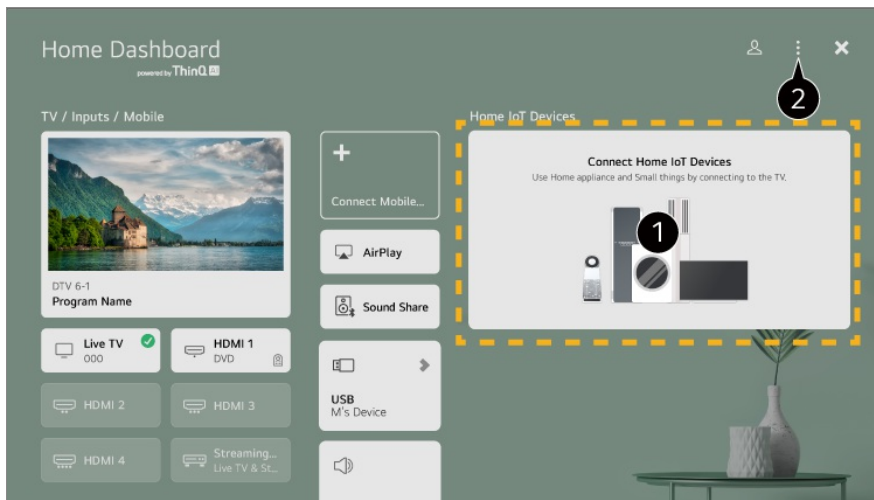 Home Dashboard
powered by ThinQ AI
2
TV / Inputs / Mobile
DTV 6-1
Program Name
Live TV
000
HDMI 1
DVD
HDMI 2
HDMI 3
HDMI 4
Streaming...
Live TV & St...
+
Connect Mobile...
AirPlay
Sound Share
USB
M's Device
Home IoT Devices
Connect Home IoT Devices
Use Home appliance and Small things by connecting to the TV.
1